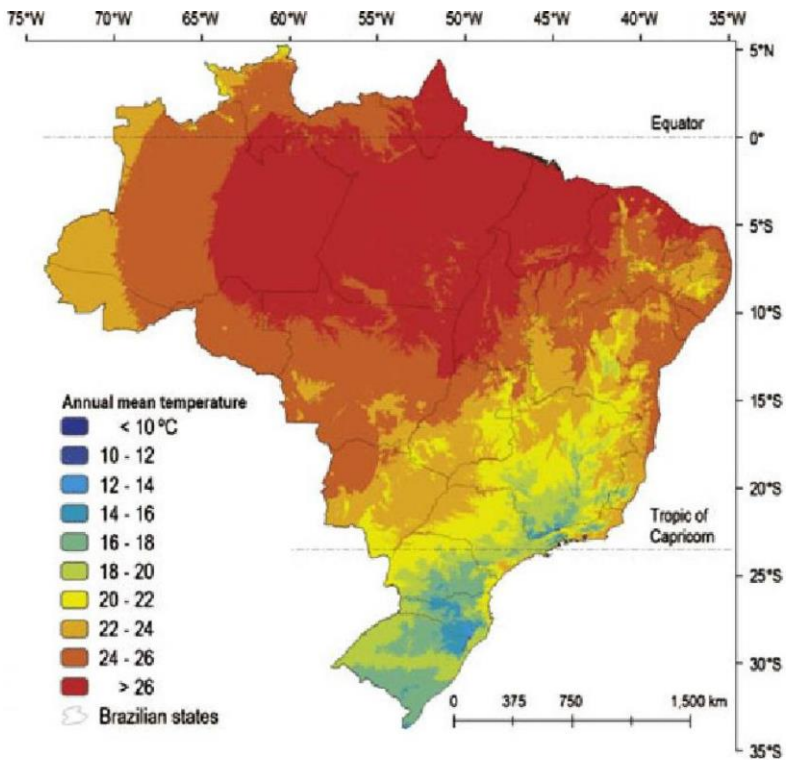 75°W 70°W 65°W 60°W 55°W 50°W 45°W 40°W 35°W
5°N
Equator
0°
5°S
10°S
Annual mean temperature
15°S
< 10 ºC
10 - 12
12 - 14
20°S
14 - 16
Tropic of
Capricorn
16 - 18
18 - 20
25°S
20 - 22
22 - 24
24 - 26
30°S
> 26
0 375 750 1,500 km
Brazilian states
35°S